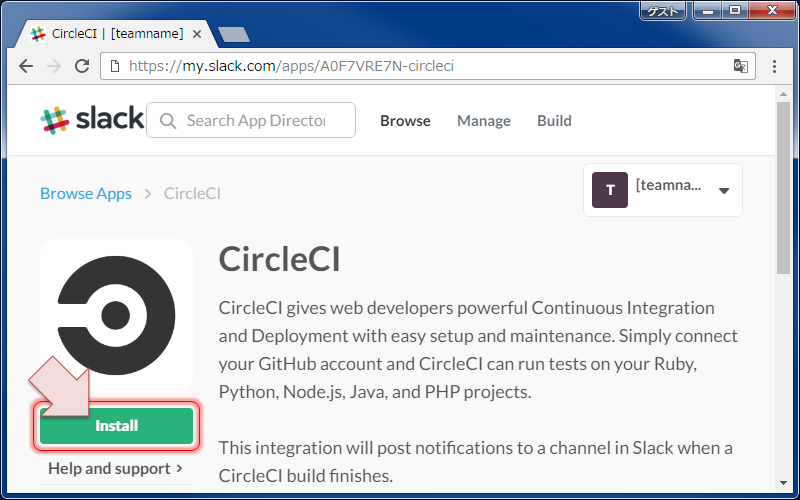 ゲスト
CircleCI | [teamname]
https://my.slack.com/apps/A0F7VRE7N-circleci
slack
Search App Director
Browse
Manage
Build
Browse Apps > CircleCI
T
[teamna...
CircleCI
CircleCI gives web developers powerful Continuous Integration
and Deployment with easy setup and maintenance. Simply connect
your GitHub account and CircleCI can run tests on your Ruby,
Python, Node.js, Java, and PHP projects.
Install
Help and support >
This integration will post notifications to a channel in Slack when a
CircleCI build finishes.